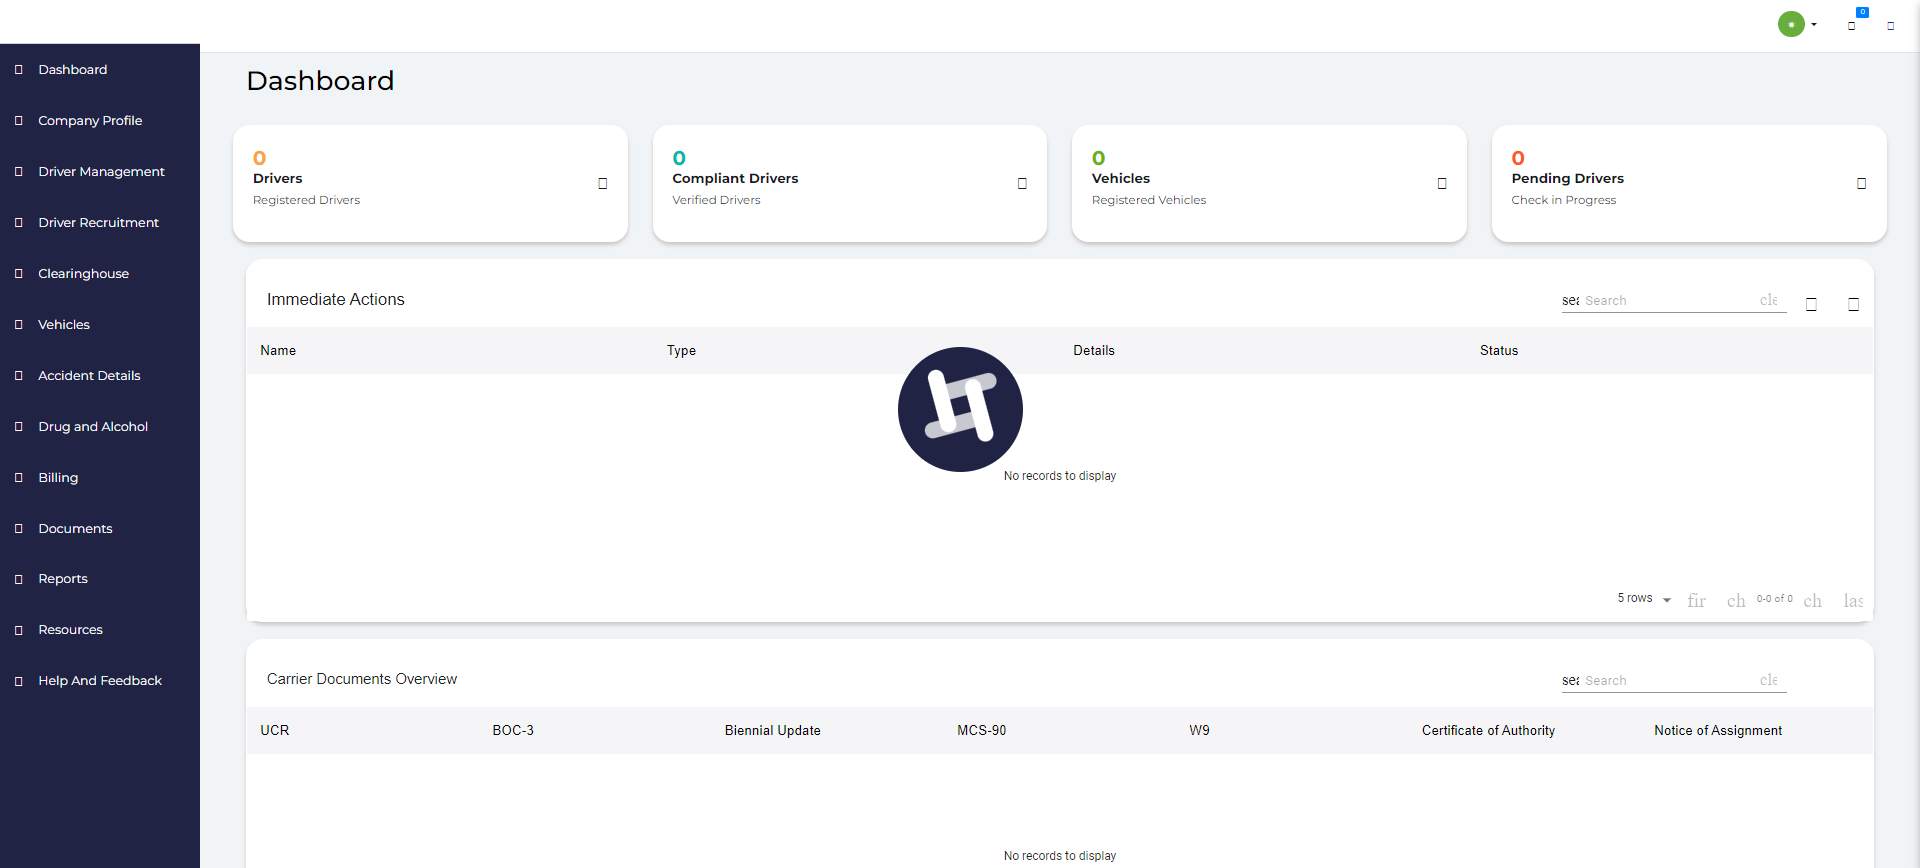 0
Dashboard
Company Profile
Driver Management
Driver Recruitment
Clearinghouse
Vehicles
Accident Details
Drug and Alcohol
Billing
Documents
Reports
Resources
Help And Feedback
Dashboard
0
Drivers
Registered Drivers
0
Compliant Drivers
Verified Drivers
0
Vehicles
Registered Vehicles
0
Pending Drivers
Check in Progress
Immediate Actions
sea Search cle
Name Type Details Status
No records to display
5 rows fir ch 0-0 of 0 ch las
Carrier Documents Overview
sea Search cle
UCR BOC-3 Biennial Update MCS-90 W9 Certificate of Authority Notice of Assignment
No records to display